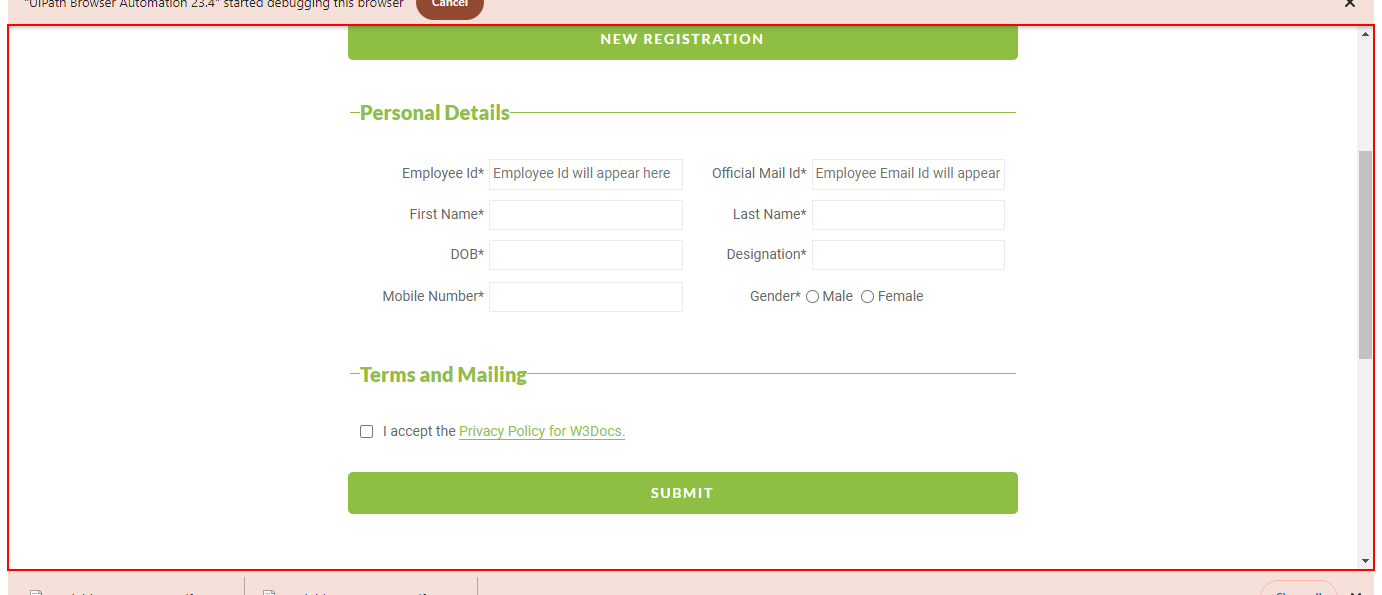 "UiPath Browser Automation 23.4" started debugging this browser Cancel
NEW REGISTRATION
Personal Details
Employee Id* Employee Id will appear here Official Mail Id* Employee Email Id will appear
First Name* Last Name*
DOB* Designation*
Mobile Number* Gender* Male Female
Terms and Mailing
I accept the Privacy Policy for W3Docs.
SUBMIT